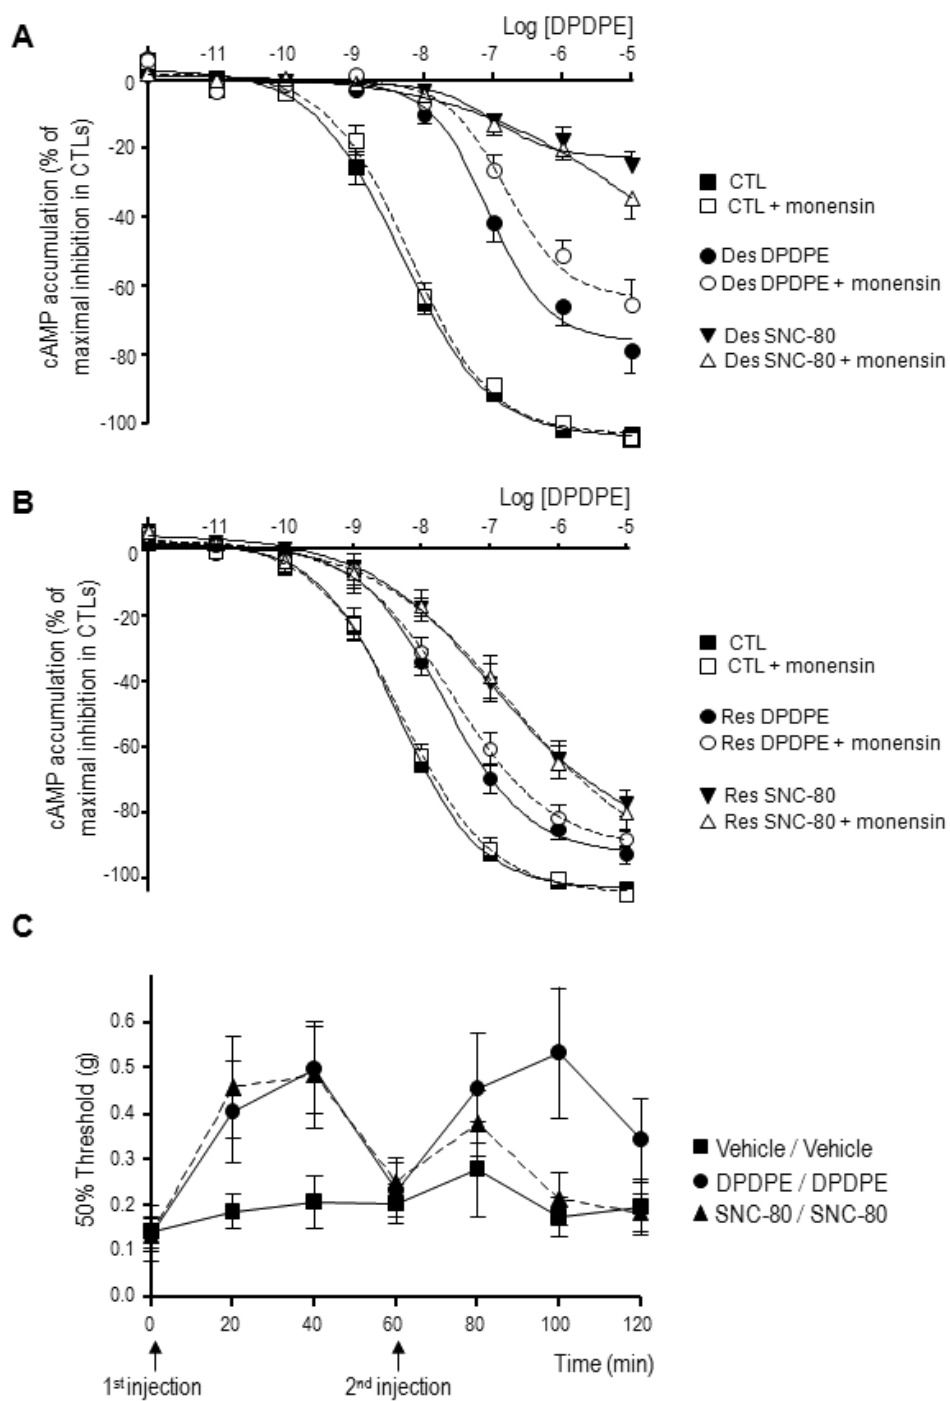 A
Log [DPDPE]
-11 -10 -9 -8 -7 -6 -5
0
-20
-40
-60
-80
-100
cAMP accumulation (% of
maximal inhibition in CTLs)
CTL
CTL + monensin
Des DPDPE
Des DPDPE + monensin
Des SNC-80
Des SNC-80 + monensin
B
Log [DPDPE]
-11 -10 -9 -8 -7 -6 -5
0
-20
-40
-60
-80
-100
cAMP accumulation (% of
maximal inhibition in CTLs)
CTL
CTL + monensin
Res DPDPE
Res DPDPE + monensin
Res SNC-80
Res SNC-80 + monensin
C
0.6
0.5
0.4
0.3
0.2
0.1
0.0
50% Threshold (g)
Vehicle / Vehicle
DPDPE / DPDPE
SNC-80 / SNC-80
0 20 40 60 80 100 120
Time (min)
1st injection
2nd injection